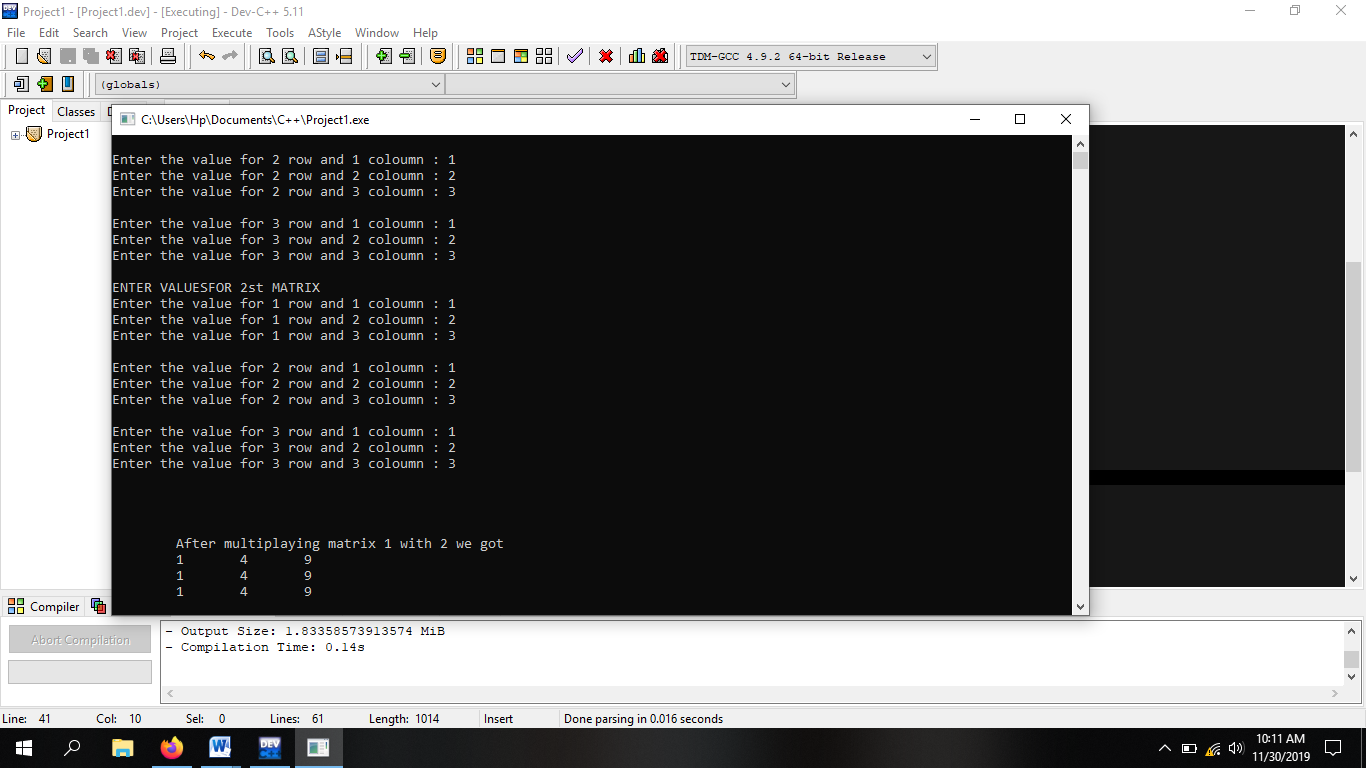 Project1 - [Project1.dev] - [Executing] - Dev-C++ 5.11
File Edit Search View Project Execute Tools AStyle Window Help
TDM-GCC 4.9.2 64-bit Release
(globals)
Project Classes
Project1
C:\Users\Hp\Documents\C++\Project1.exe
Enter the value for 2 row and 1 coloumn : 1
Enter the value for 2 row and 2 coloumn : 2
Enter the value for 2 row and 3 coloumn : 3
Enter the value for 3 row and 1 coloumn : 1
Enter the value for 3 row and 2 coloumn : 2
Enter the value for 3 row and 3 coloumn : 3
ENTER VALUESFOR 2st MATRIX
Enter the value for 1 row and 1 coloumn : 1
Enter the value for 1 row and 2 coloumn : 2
Enter the value for 1 row and 3 coloumn : 3
Enter the value for 2 row and 1 coloumn : 1
Enter the value for 2 row and 2 coloumn : 2
Enter the value for 2 row and 3 coloumn : 3
Enter the value for 3 row and 1 coloumn : 1
Enter the value for 3 row and 2 coloumn : 2
Enter the value for 3 row and 3 coloumn : 3
After multiplaying matrix 1 with 2 we got
1 4 9
1 4 9
1 4 9
Compiler
Abort Compilation
- Output Size: 1.83358573913574 MiB
- Compilation Time: 0.14s
Line: 41 Col: 10 Sel: 0 Lines: 61 Length: 1014 Insert Done parsing in 0.016 seconds
10:11 AM
11/30/2019